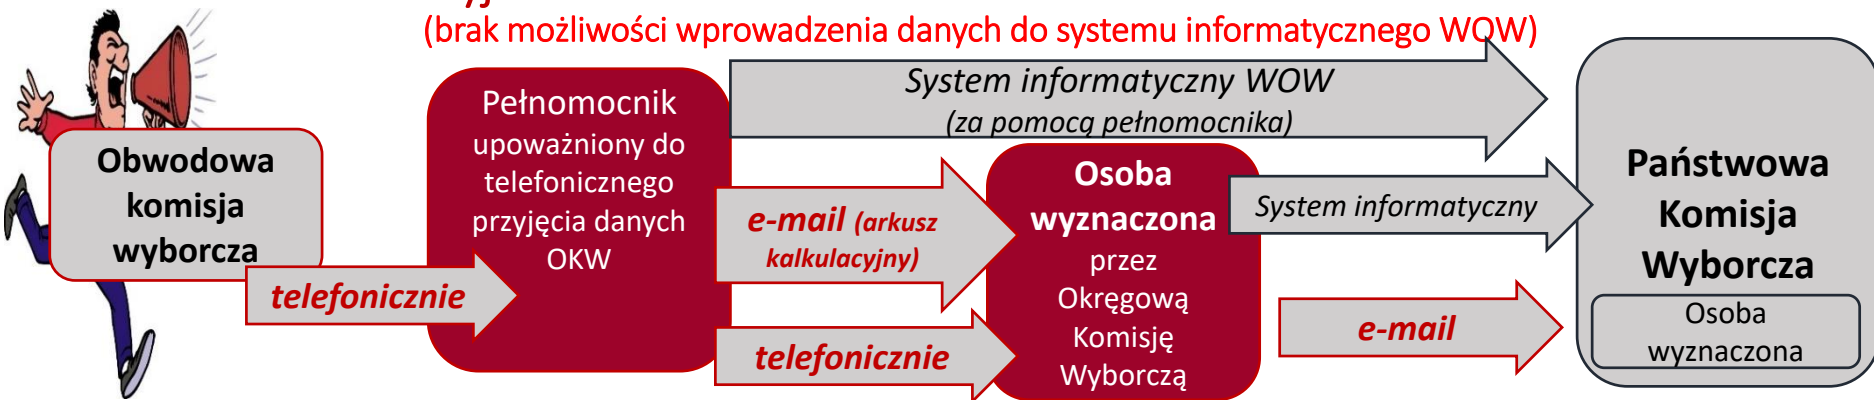 (brak możliwości wprowadzenia danych do systemu informatycznego WOW)
Obwodowa
komisja
wyborcza
telefonicznie
Pełnomocnik
upoważniony do
telefonicznego
przyjęcia danych
OKW
System informatyczny WOW
(za pomocą pełnomocnika)
e-mail (arkusz
kalkulacyjny)
telefonicznie
Osoba
wyznaczona
przez
Okręgową
Komisję
Wyborczą
System informatyczny
e-mail
Państwowa
Komisja
Wyborcza
Osoba
wyznaczona